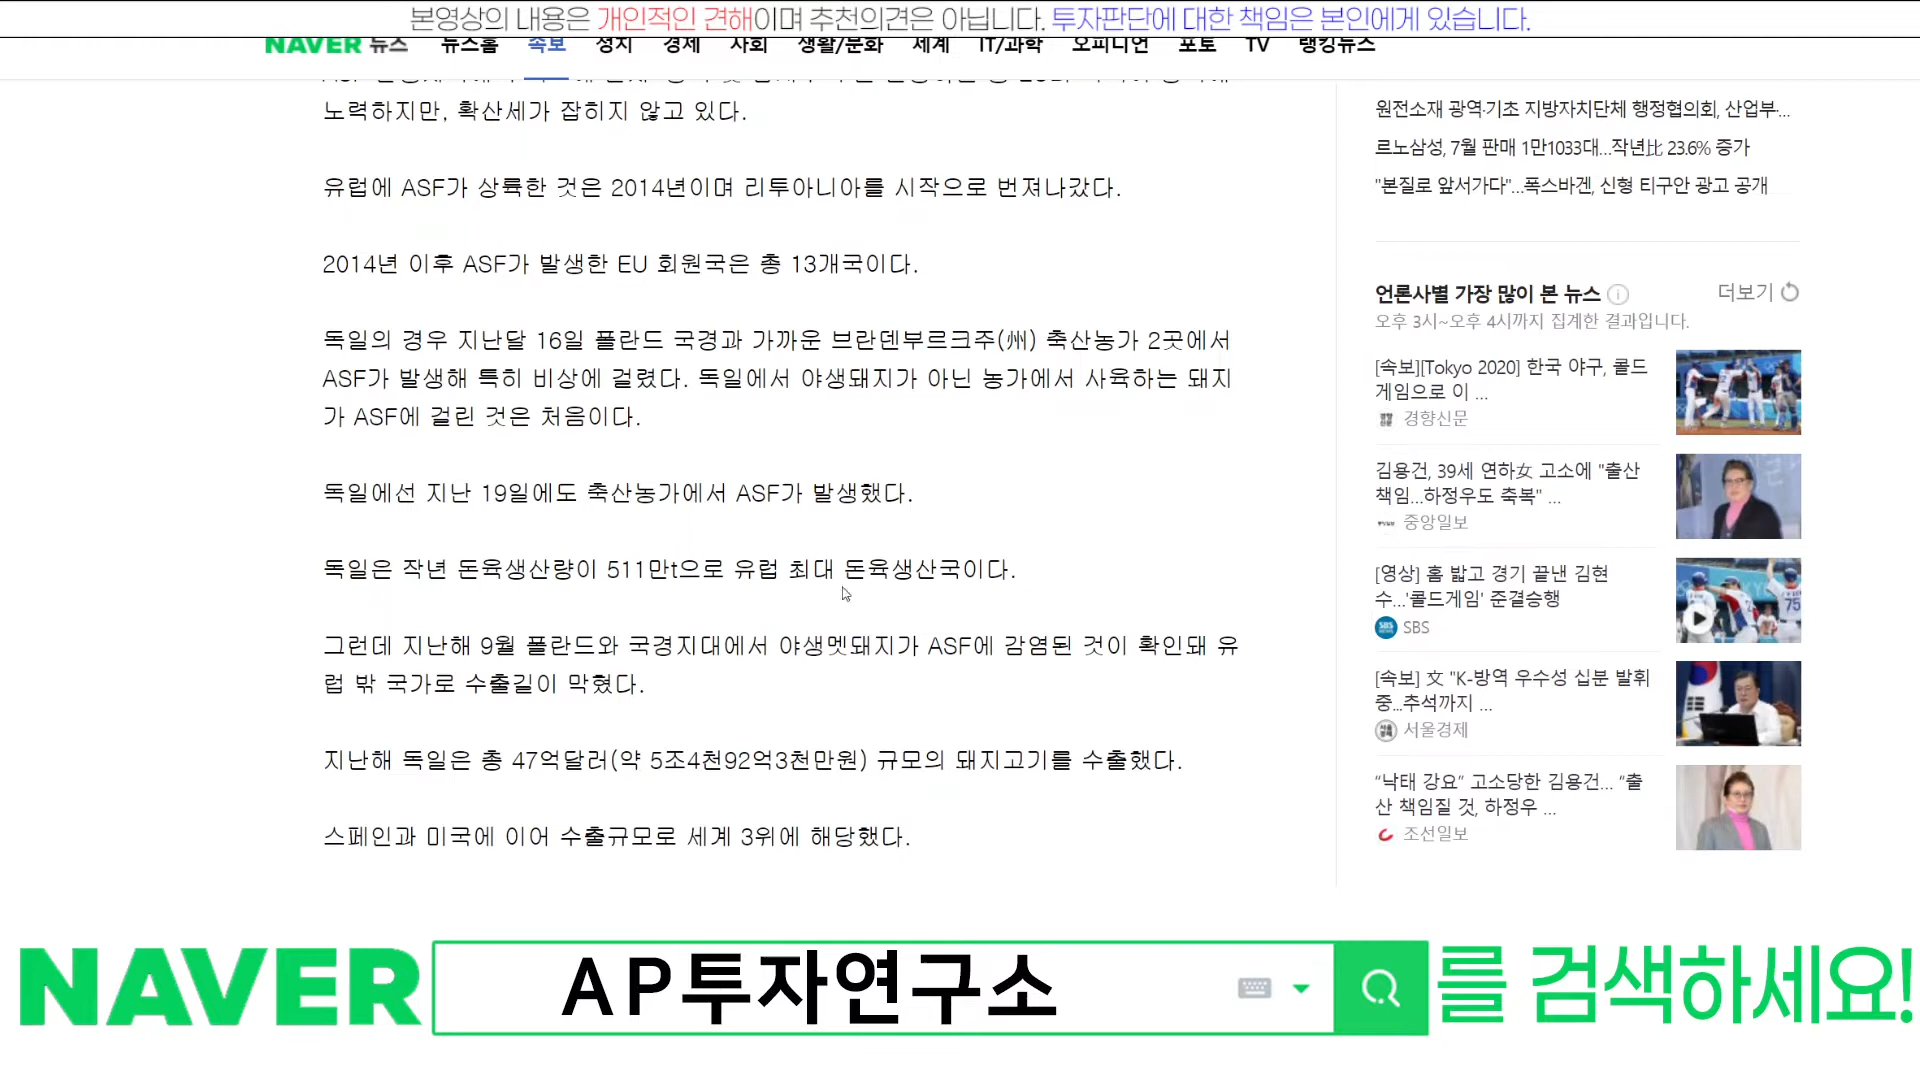 본영상의 내용은 개인적인 견해이며 추천의견은 아닙니다. 투자판단에 대한 책임은 본인에게 있습니다.
NAVER 뉴스 뉴스홈 속보 정치 경제 사회 생활/문화 세계 IT/과학 오피니언 포토 TV 랭킹뉴스
노력하지만, 확산세가 잡히지 않고 있다.
유럽에 ASF가 상륙한 것은 2014년이며 리투아니아를 시작으로 번져나갔다.
2014년 이후 ASF가 발생한 EU 회원국은 총 13개국이다.
독일의 경우 지난달 16일 폴란드 국경과 가까운 브란덴부르크주(州) 축산농가 2곳에서
ASF가 발생해 특히 비상에 걸렸다. 독일에서 야생돼지가 아닌 농가에서 사육하는 돼지
가 ASF에 걸린 것은 처음이다.
독일에선 지난 19일에도 축산농가에서 ASF가 발생했다.
독일은 작년 돈육생산량이 511만t으로 유럽 최대 돈육생산국이다.
그런데 지난해 9월 폴란드와 국경지대에서 야생멧돼지가 ASF에 감염된 것이 확인돼 유
럽 밖 국가로 수출길이 막혔다.
지난해 독일은 총 47억달러(약 5조4천92억3천만원) 규모의 돼지고기를 수출했다.
스페인과 미국에 이어 수출규모로 세계 3위에 해당했다.
원전소재 광역·기초 지방자치단체 행정협의회, 산업부·...
르노삼성, 7월 판매 1만1033대...작년比 23.6% 증가
"본질로 앞서가다"...폭스바겐, 신형 티구안 광고 공개
언론사별 가장 많이 본 뉴스 더보기
오후 3시~오후 4시까지 집계한 결과입니다.
[속보][Tokyo 2020] 한국 야구, 콜드
게임으로 이 ...
경향신문
김용건, 39세 연하女 고소에 "출산
책임...하정우도 축복" ...
중앙일보
[영상] 홈 밟고 경기 끝낸 김현
수...'콜드게임' 준결승행
SBS
[속보] 文 "K-방역 우수성 십분 발휘
중...추석까지 ...
서울경제
“낙태 강요” 고소당한 김용건... “출
산 책임질 것, 하정우 ...
조선일보
NAVER AP투자연구소 를 검색하세요!